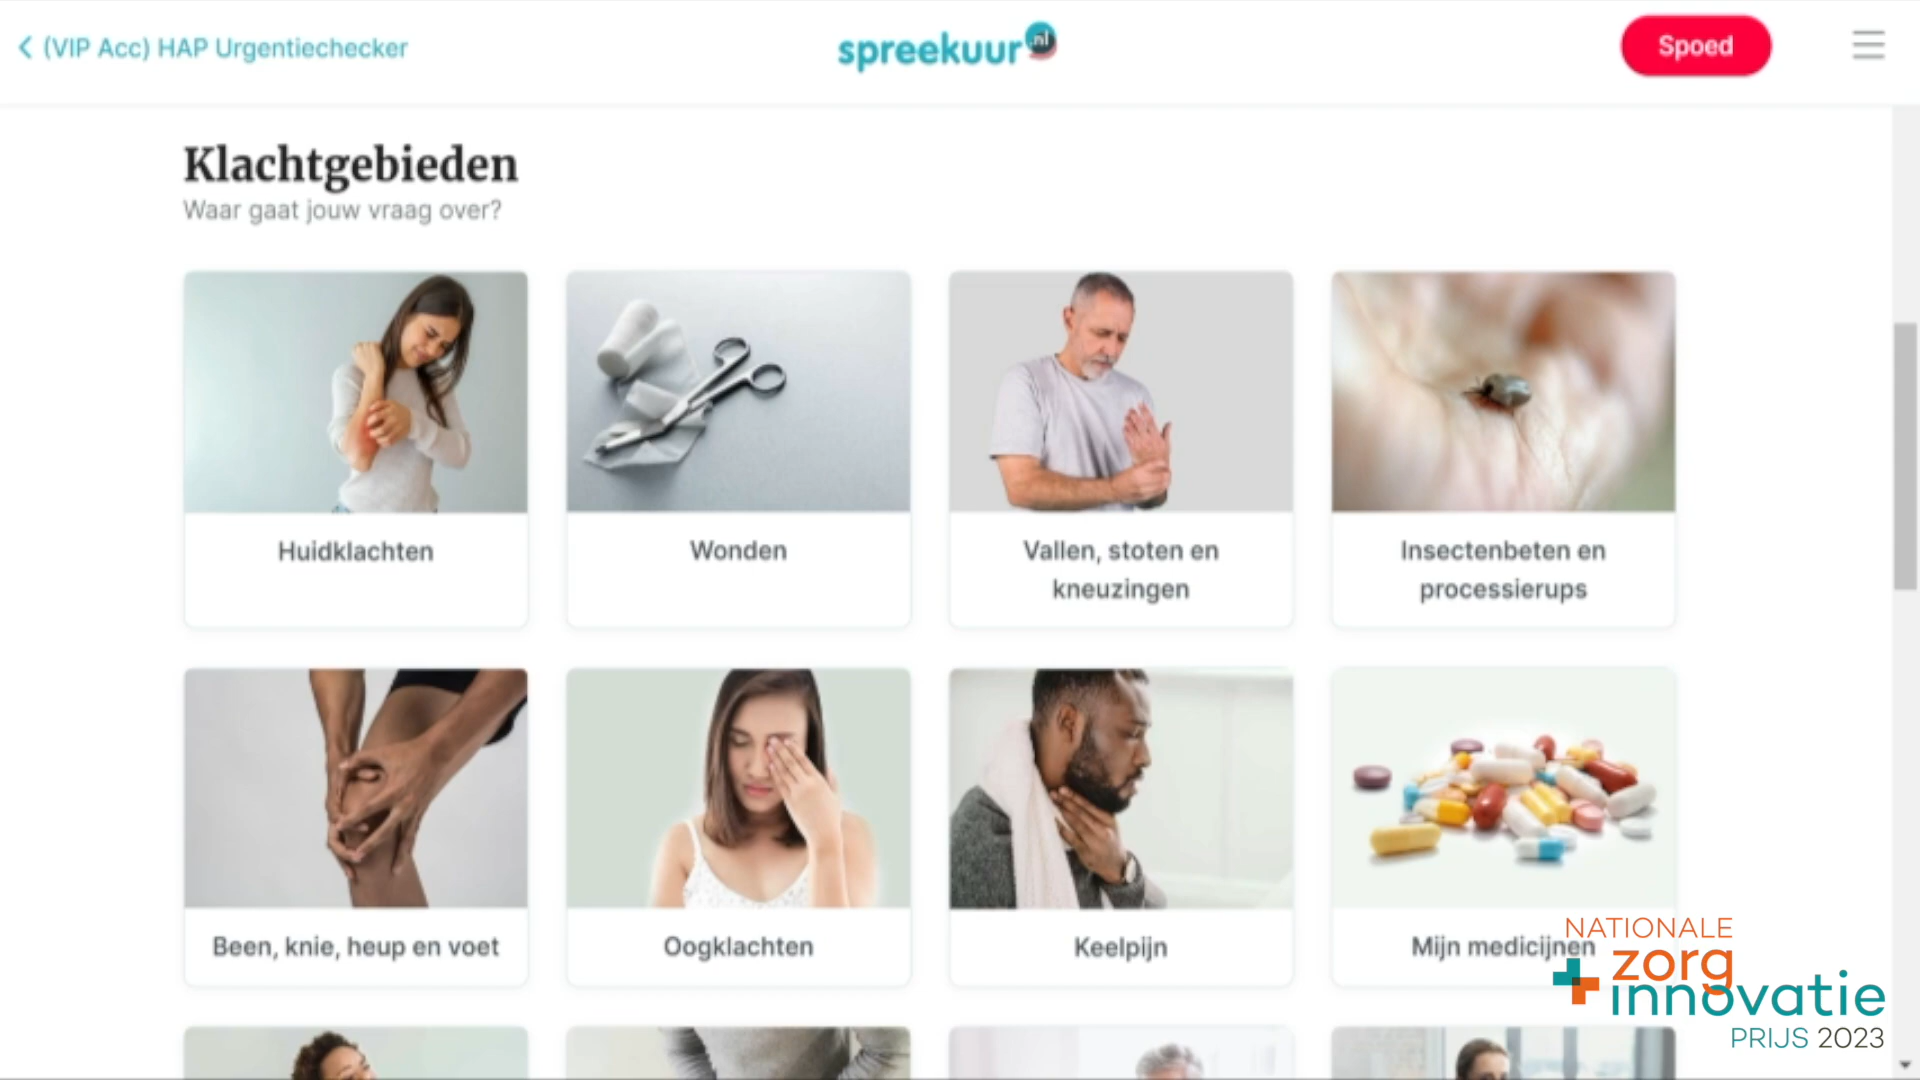 (VIP Acc) HAP Urgentiechecker
spreekuur.nl
Spoed
Klachtgebieden
Waar gaat jouw vraag over?
Huidklachten
Wonden
Vallen, stoten en
kneuzingen
Insectenbeten en
processierups
Been, knie, heup en voet
Oogklachten
Keelpijn
Mijn medicijnen
NATIONALE
zorg
innovatie
PRIJS 2023